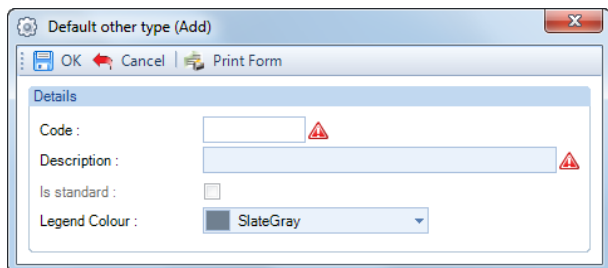 Default other type (Add)
OK Cancel Print Form
Details
Code :
Description :
Is standard :
Legend Colour : SlateGray